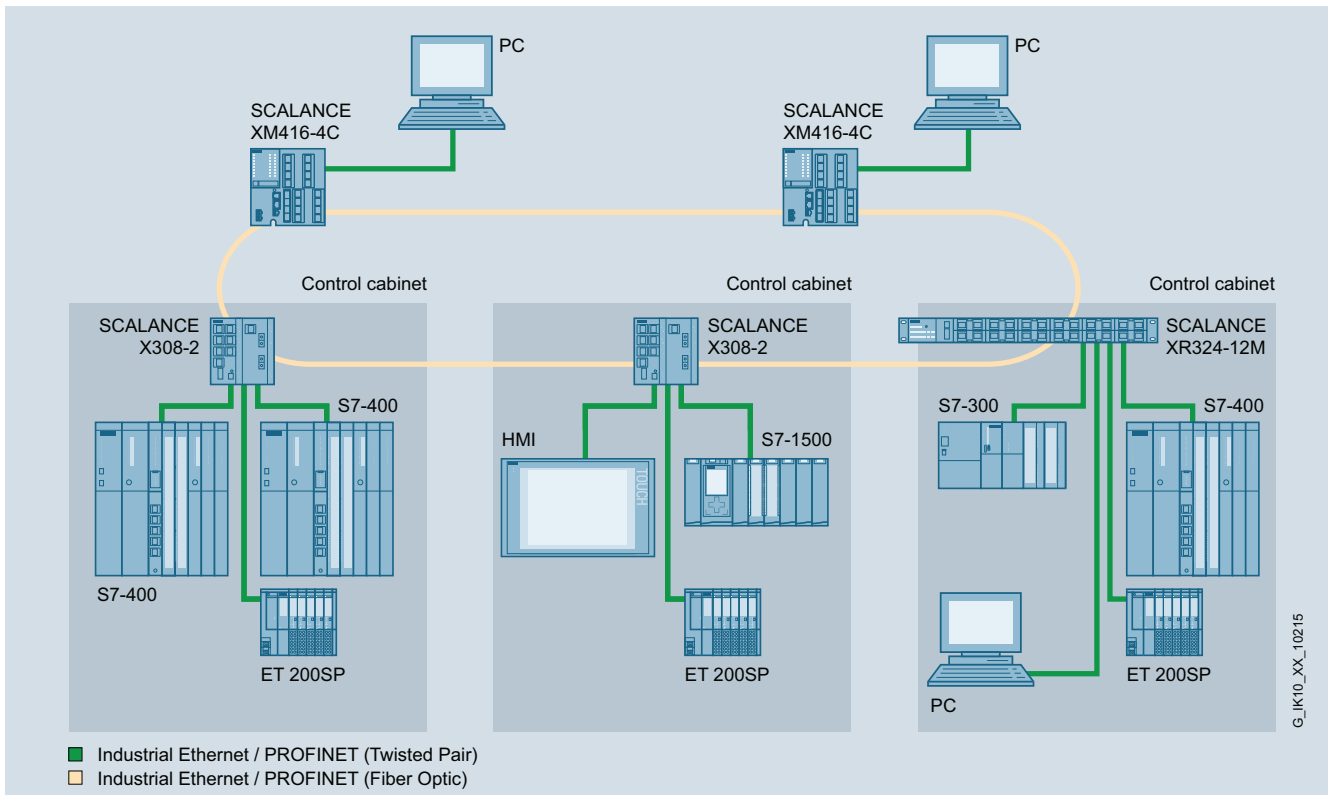 PC
PC
SCALANCE
XM416-4C
SCALANCE
XM416-4C
Control cabinet
Control cabinet
Control cabinet
SCALANCE
X308-2
SCALANCE
X308-2
SCALANCE
XR324-12M
S7-400
S7-400
ET 200SP
HMI
TOUCH
S7-1500
ET 200SP
S7-300
S7-400
PC
ET 200SP
G_IK10_XX_10215
Industrial Ethernet / PROFINET (Twisted Pair)
Industrial Ethernet / PROFINET (Fiber Optic)